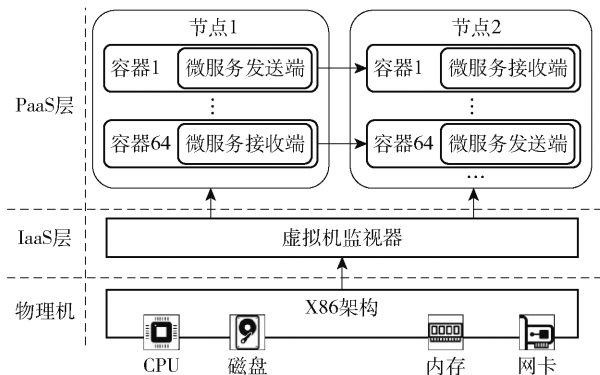 节点1 节点2
容器1 微服务发送端 容器1 微服务接收端
PaaS层 ⋮ ⋮
容器64 微服务接收端 容器64 微服务发送端
…
IaaS层 虚拟机监视器
物理机 X86架构
CPU 磁盘 内存 网卡